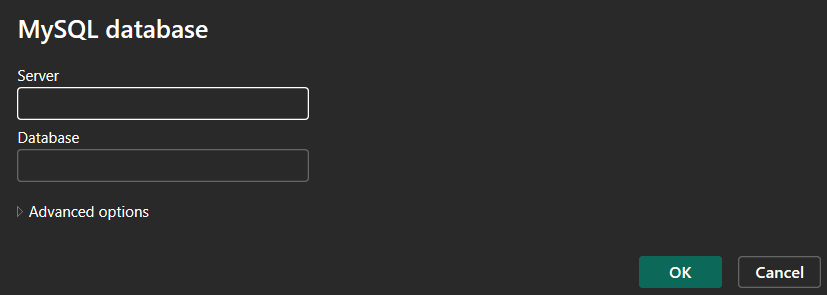 MySQL database
Server
Database
Advanced options
OK
Cancel